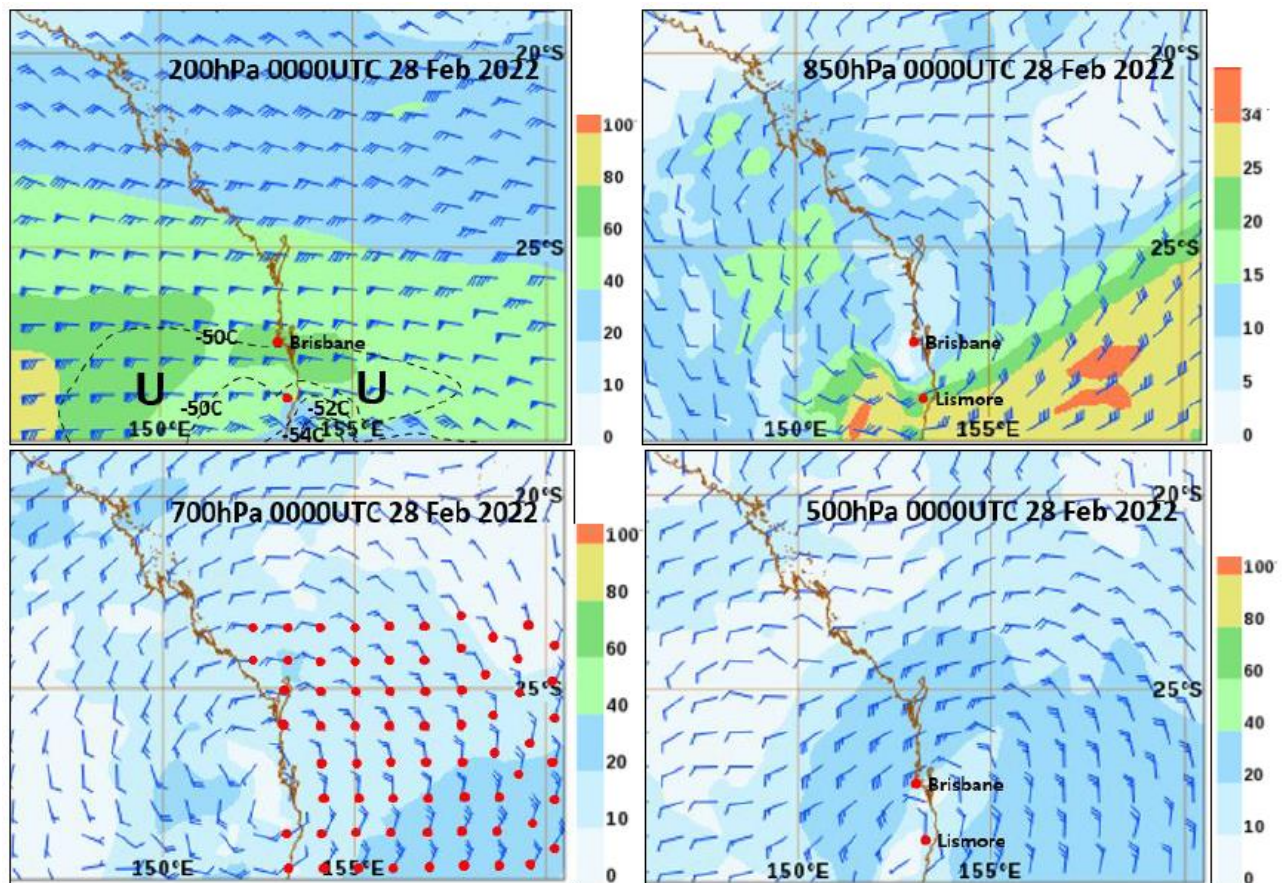 200hPa 0000UTC 28 Feb 2022
20°S
25°S
-50C
Brisbane
U
U
-50C
-52C
-54C
150°E
155°E
100
80
60
40
20
10
0
850hPa 0000UTC 28 Feb 2022
20°S
25°S
Brisbane
Lismore
150°E
155°E
34
25
20
15
10
5
0
700hPa 0000UTC 28 Feb 2022
20°S
25°S
150°E
155°E
100
80
60
40
20
10
0
500hPa 0000UTC 28 Feb 2022
20°S
25°S
Brisbane
Lismore
150°E
155°E
100
80
60
40
20
10
0